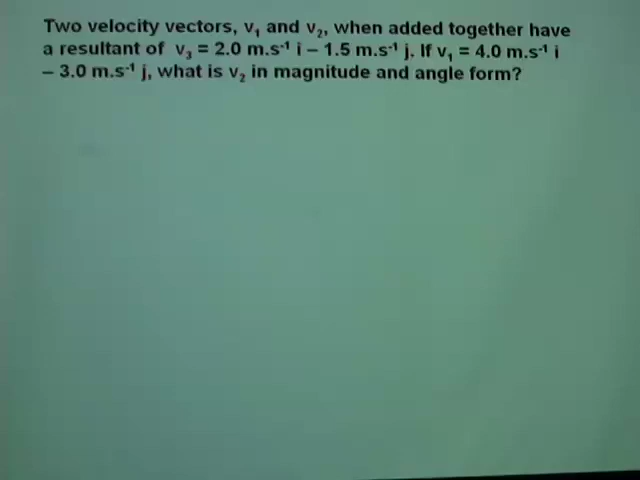 Two velocity vectors, v₁ and v₂, when added together have
a resultant of v₃ = 2.0 m.s⁻¹ i – 1.5 m.s⁻¹ j. If v₁ = 4.0 m.s⁻¹ i
– 3.0 m.s⁻¹ j, what is v₂ in magnitude and angle form?